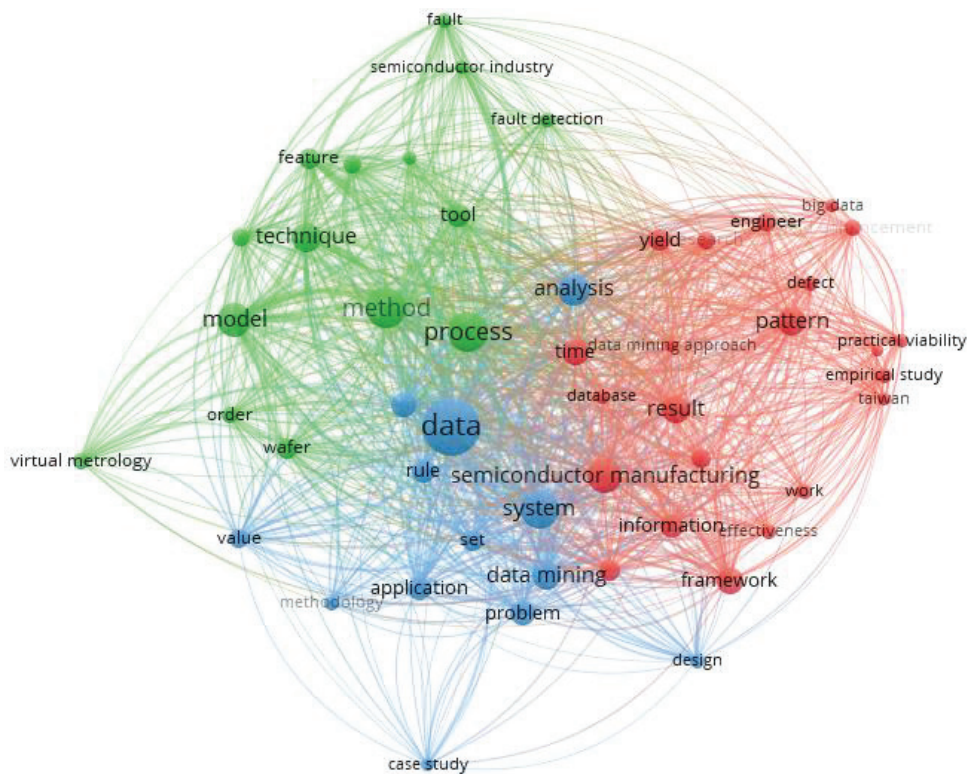 fault
semiconductor industry
fault detection
feature
tool
technique
big data
engineer
yield
analysis
defect
model
method
process
pattern
time
data mining approach
practical viability
empirical study
database
taiwan
order
result
data
wafer
virtual metrology
rule
semiconductor manufacturing
work
system
information
effectiveness
value
set
data mining
framework
application
methodology
problem
design
case study